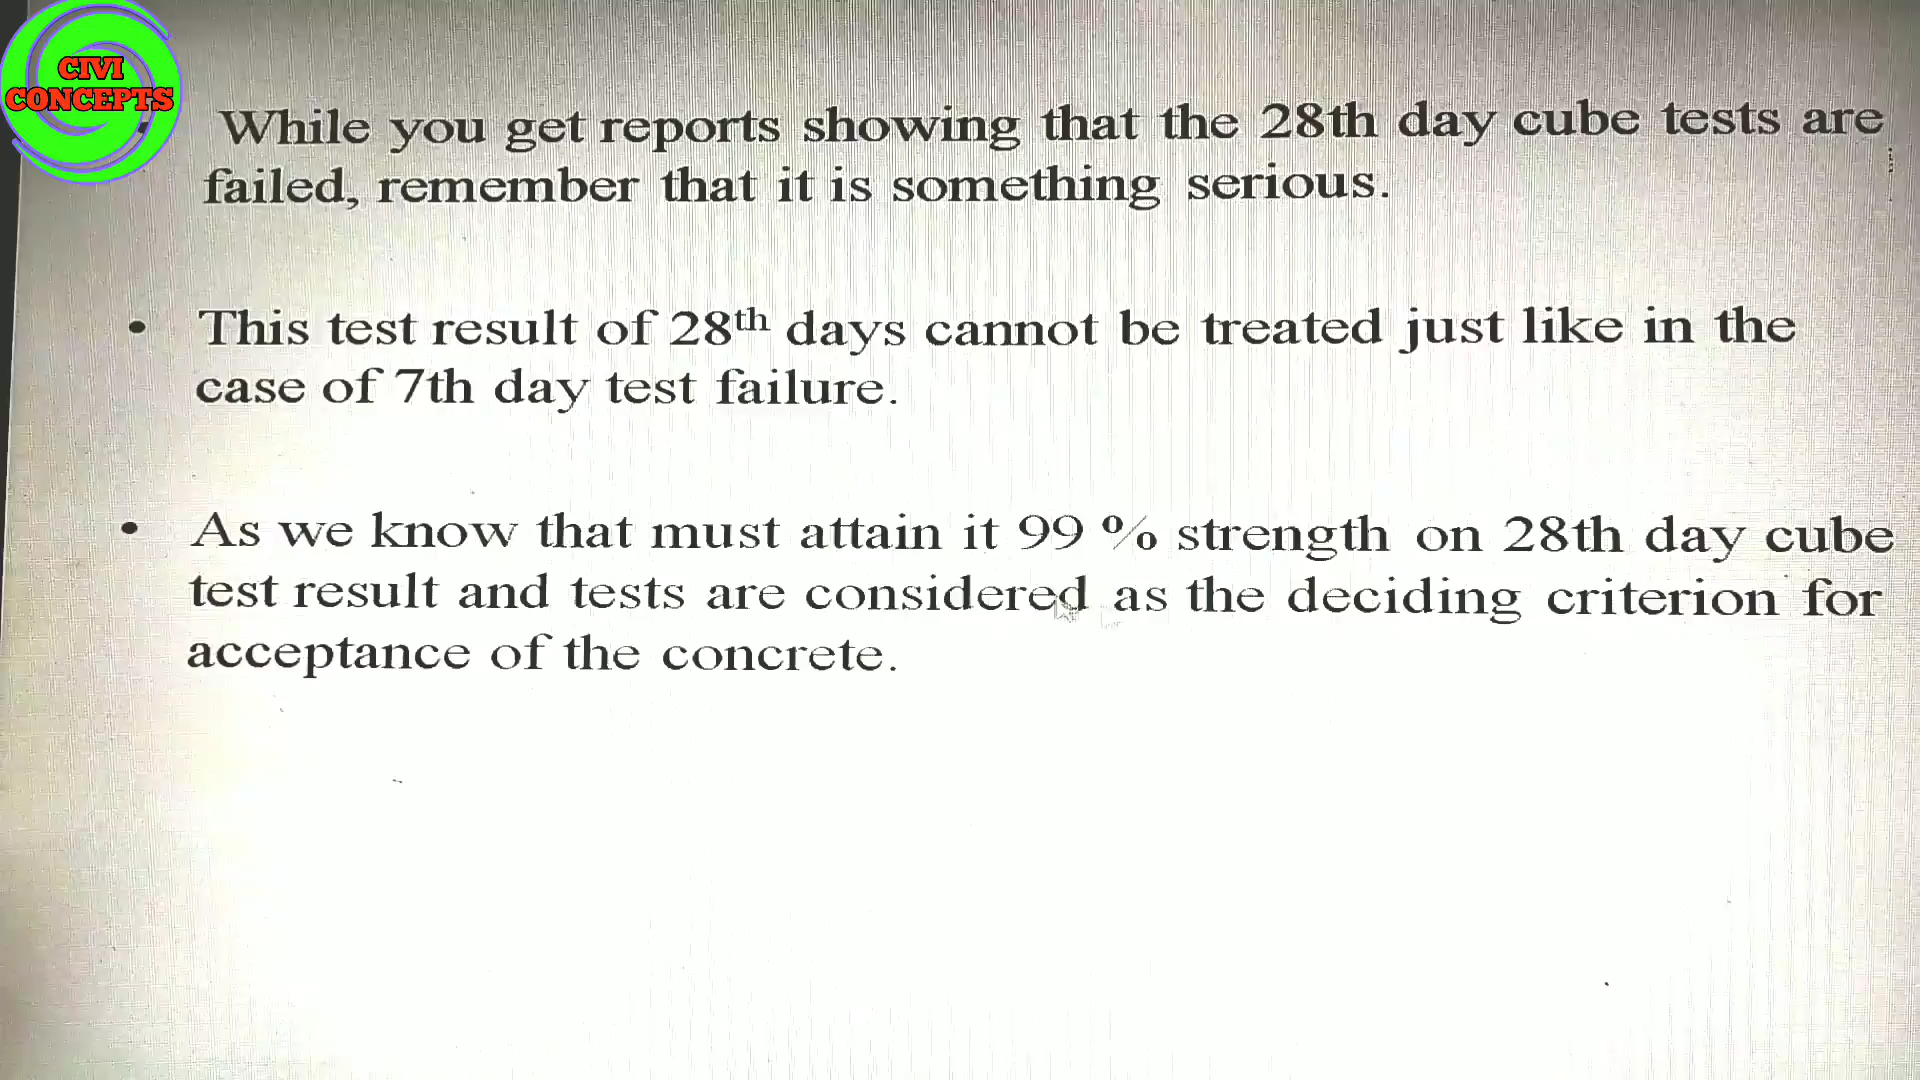 CIVI
CONCEPTS
While you get reports showing that the 28th day cube tests are
failed, remember that it is something serious.
• This test result of 28th days cannot be treated just like in the
case of 7th day test failure.
• As we know that must attain it 99 % strength on 28th day cube
test result and tests are considered as the deciding criterion for
acceptance of the concrete.